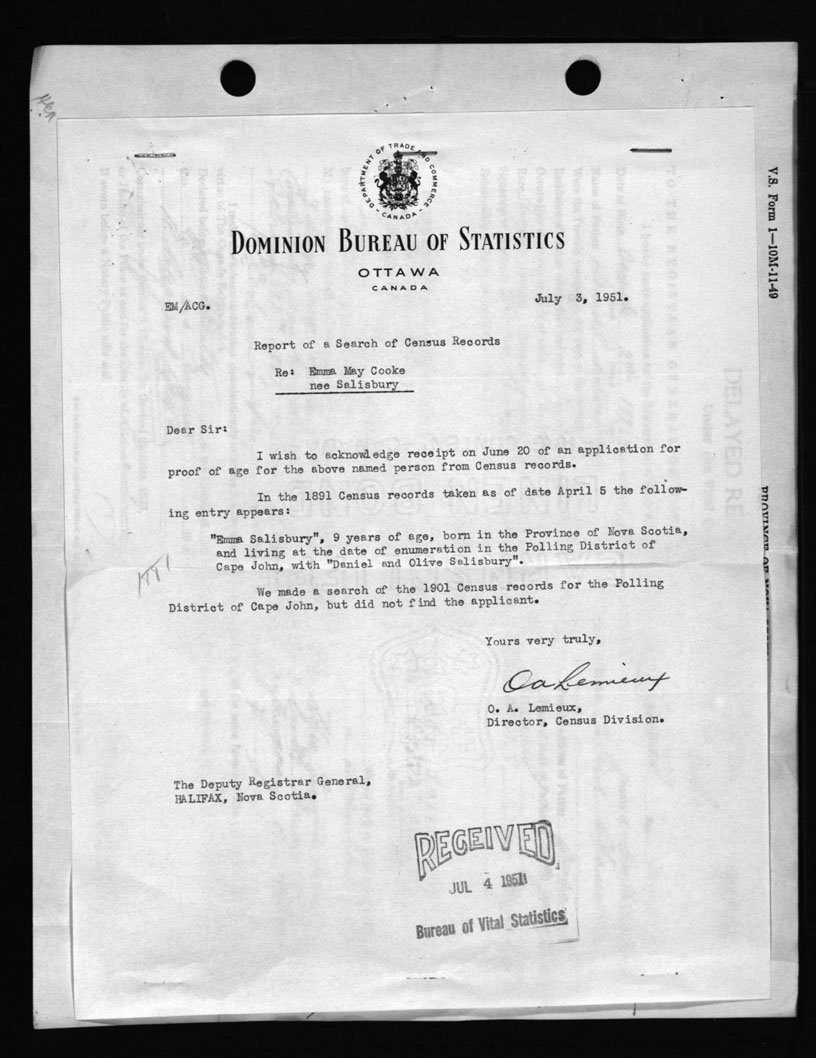 DEPARTMENT OF TRADE AND COMMERCE
- CANADA -
DOMINION BUREAU OF STATISTICS
OTTAWA
CANADA
EM/ACG.
July 3, 1951.
Report of a Search of Census Records
Re: Emma May Cooke
nee Salisbury
Dear Sir:
I wish to acknowledge receipt on June 20 of an application for
proof of age for the above named person from Census records.
In the 1891 Census records taken as of date April 5 the follow-
ing entry appears:
"Emma Salisbury", 9 years of age, born in the Province of Nova Scotia,
and living at the date of enumeration in the Polling District of
Cape John, with "Daniel and Olive Salisbury".
We made a search of the 1901 Census records for the Polling
District of Cape John, but did not find the applicant.
Yours very truly,
OaLemieux
O. A. Lemieux,
Director, Census Division.
The Deputy Registrar General,
HALIFAX, Nova Scotia.
RECEIVED
JUL 4 1951
Bureau of Vital Statistics
V.S. Form 1—10M-11-49
DELAYED RE